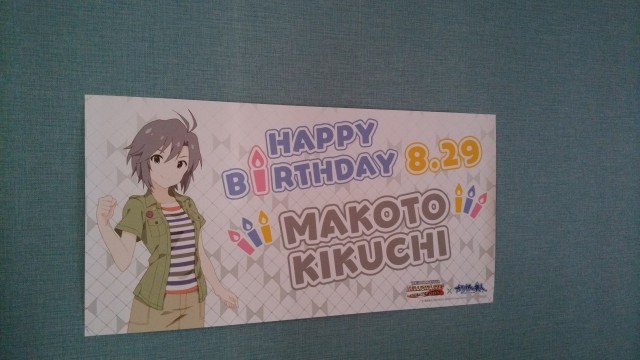 HAPPY
BIRTHDAY 8.29
MAKOTO
KIKUCHI
×